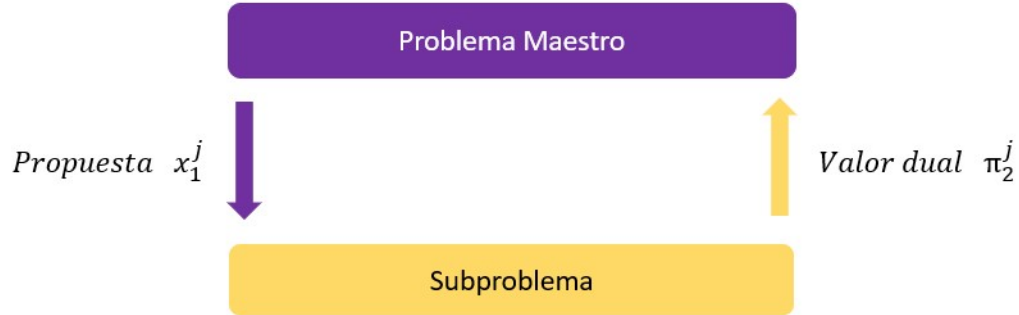 Problema Maestro
Propuesta x₁ʲ
Valor dual π₂ʲ
Subproblema